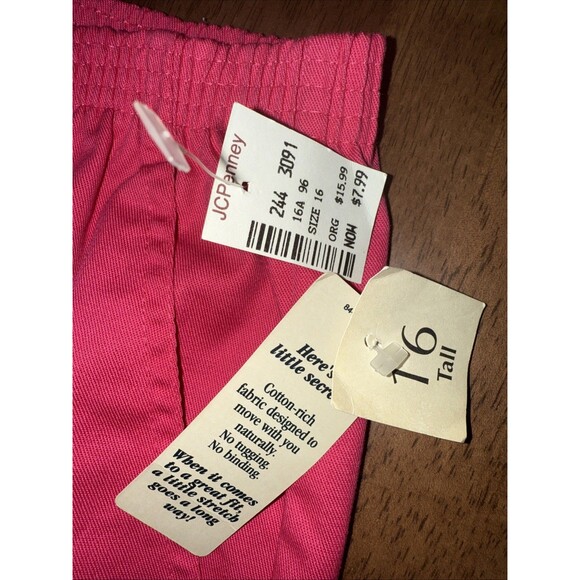 JCPenney
244 3091
16A 96
SIZE 16
ORG $15.99
NOW $7.99
84
Here's
little secre
Cotton-rich
fabric designed to
move with you
naturally.
No tugging.
No binding.
When it comes
to a great fit,
a little stretch
goes a long
way!
16
Tall